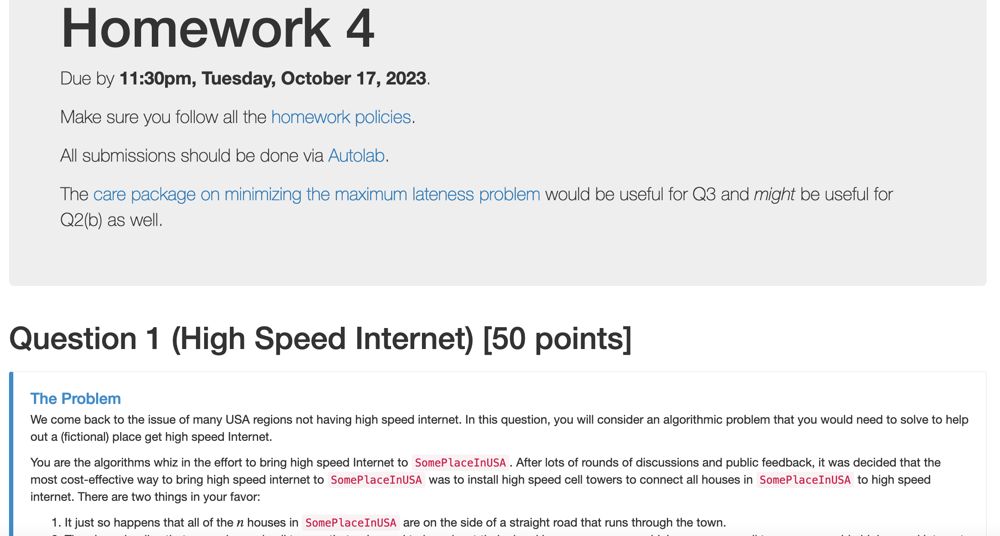 Homework 4
Due by 11:30pm, Tuesday, October 17, 2023.
Make sure you follow all the homework policies.
All submissions should be done via Autolab.
The care package on minimizing the maximum lateness problem would be useful for Q3 and might be useful for
Q2(b) as well.
Question 1 (High Speed Internet) [50 points]
The Problem
We come back to the issue of many USA regions not having high speed internet. In this question, you will consider an algorithmic problem that you would need to solve to help
out a (fictional) place get high speed Internet.
You are the algorithms whiz in the effort to bring high speed Internet to SomePlaceInUSA. After lots of rounds of discussions and public feedback, it was decided that the
most cost-effective way to bring high speed internet to SomePlaceInUSA was to install high speed cell towers to connect all houses in SomePlaceInUSA to high speed
internet. There are two things in your favor:
1. It just so happens that all of the n houses in SomePlaceInUSA are on the side of a straight road that runs through the town.